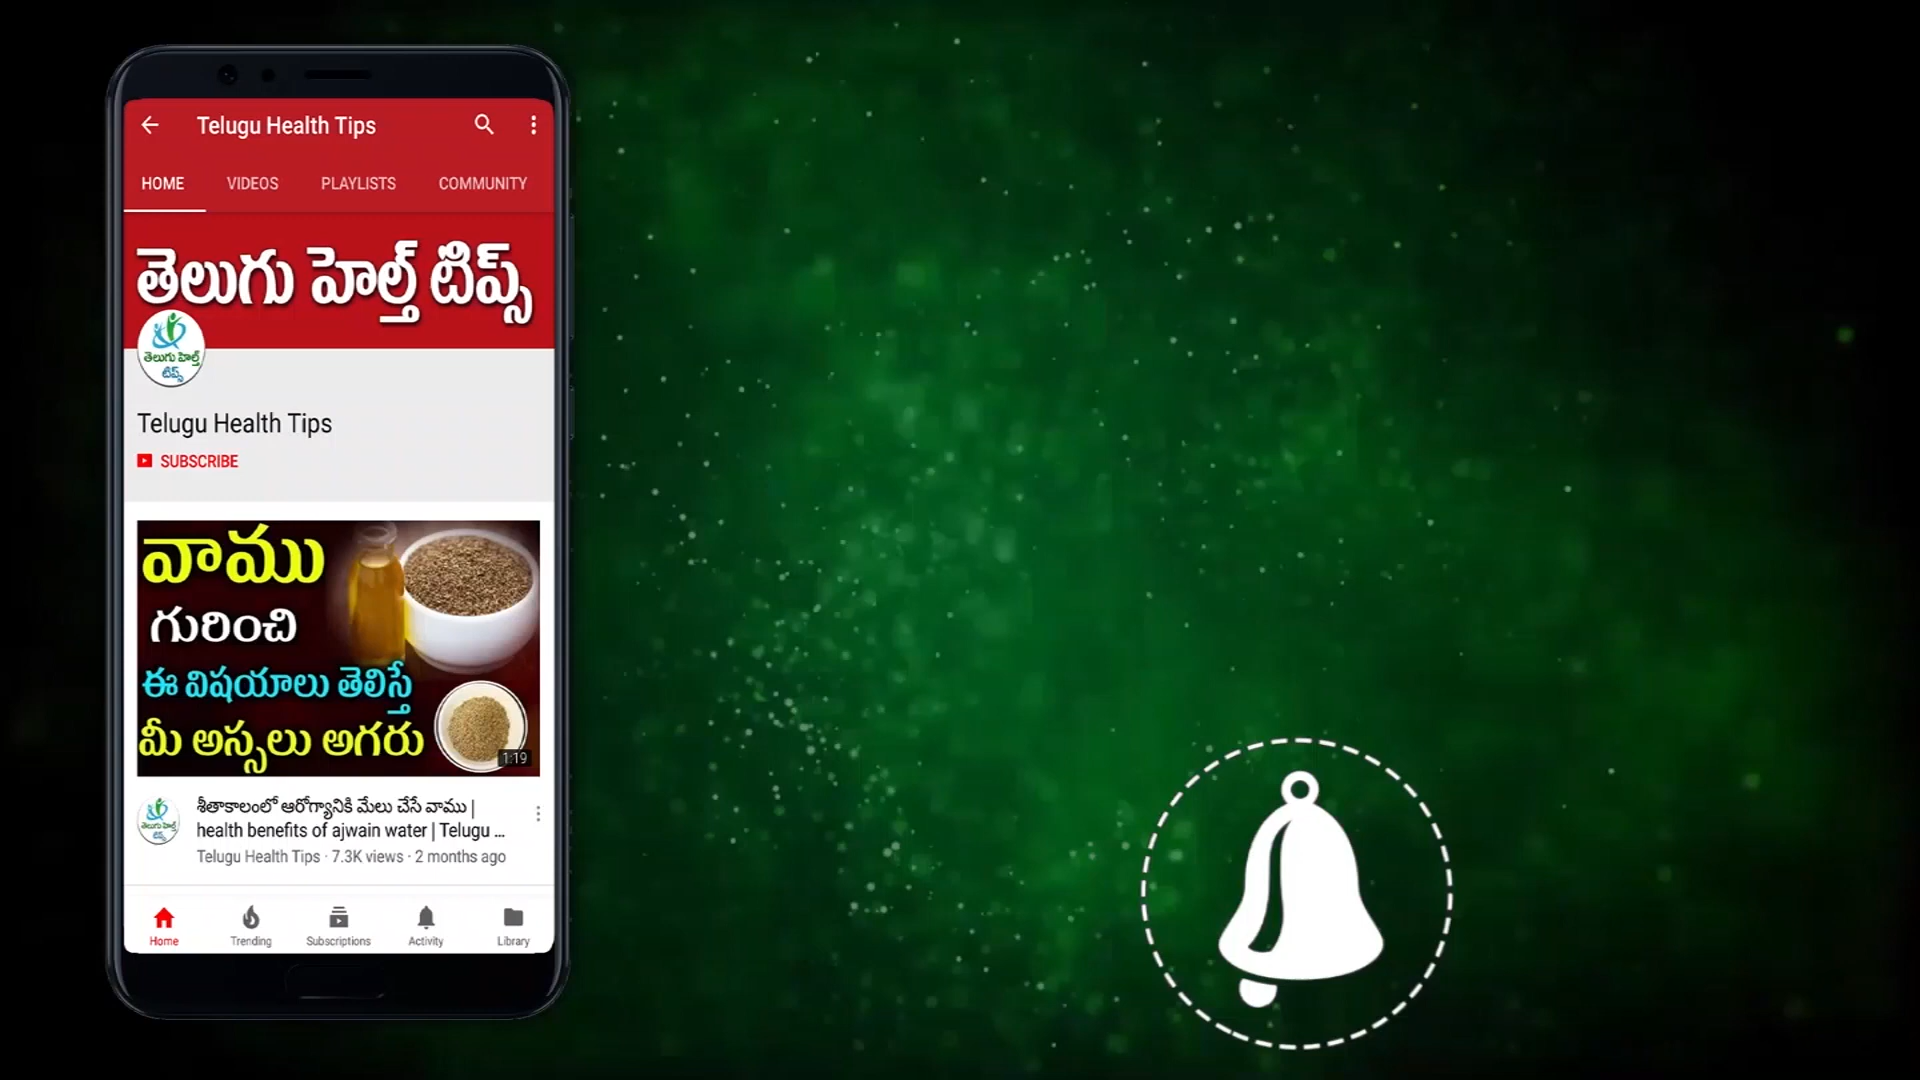 Telugu Health Tips
HOME VIDEOS PLAYLISTS COMMUNITY
తెలుగు హెల్త్ టిప్స్
తెలుగు హెల్త్
టిప్స్
Telugu Health Tips
SUBSCRIBE
వాము
గురించి
ఈ విషయాలు తెలిస్తే
మీ అస్సలు అగరు
1:19
తెలుగు హెల్త్
టిప్స్
శీతాకాలంలో ఆరోగ్యానికి మేలు చేసే వాము |
health benefits of ajwain water | Telugu ...
Telugu Health Tips · 7.3K views · 2 months ago
Home Trending Subscriptions Activity Library